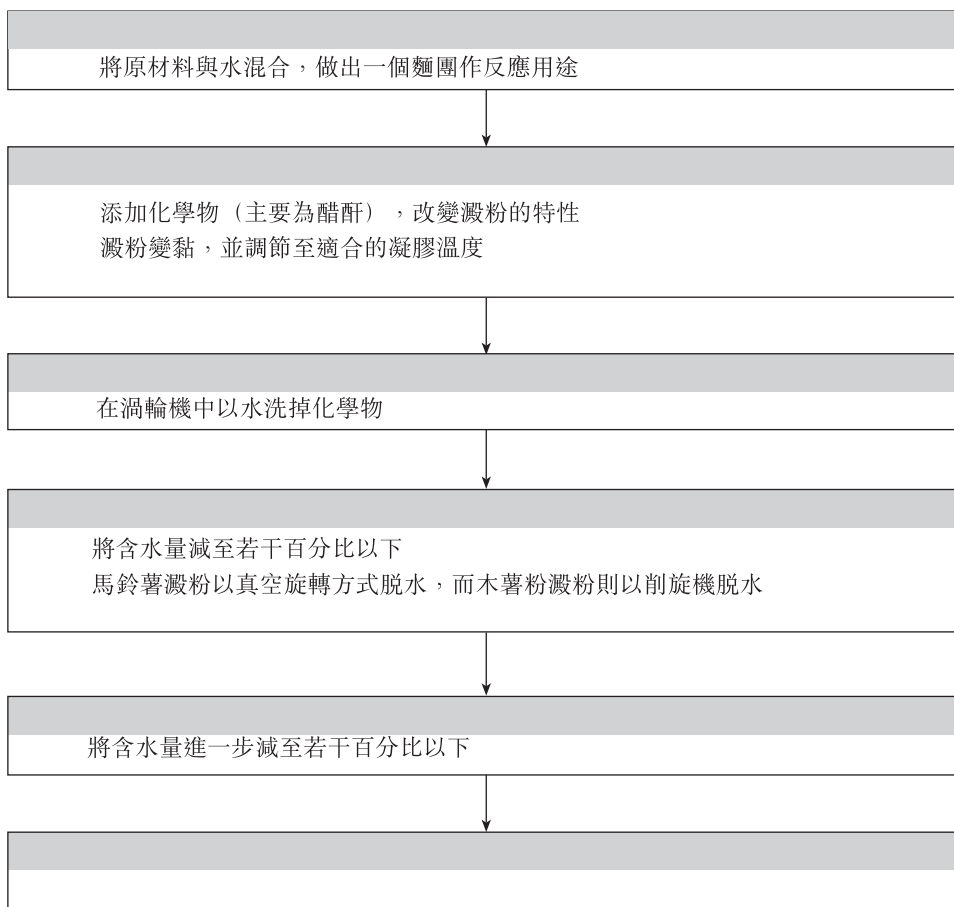 將原材料與水混合，做出一個麵團作反應用途
添加化學物（主要為醋酐），改變澱粉的特性
澱粉變黏，並調節至適合的凝膠溫度
在渦輪機中以水洗掉化學物
將含水量減至若干百分比以下
馬鈴薯澱粉以真空旋轉方式脱水，而木薯粉澱粉則以削旋機脱水
將含水量進一步減至若干百分比以下